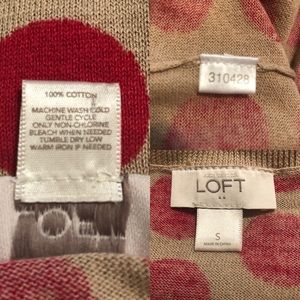 100% COTTON
MACHINE WASH COLD
GENTLE CYCLE
ONLY NON-CHLORINE
BLEACH WHEN NEEDED
TUMBLE DRY LOW
WARM IRON IF NEEDED
310428
LOFT
S
MADE IN CHINA